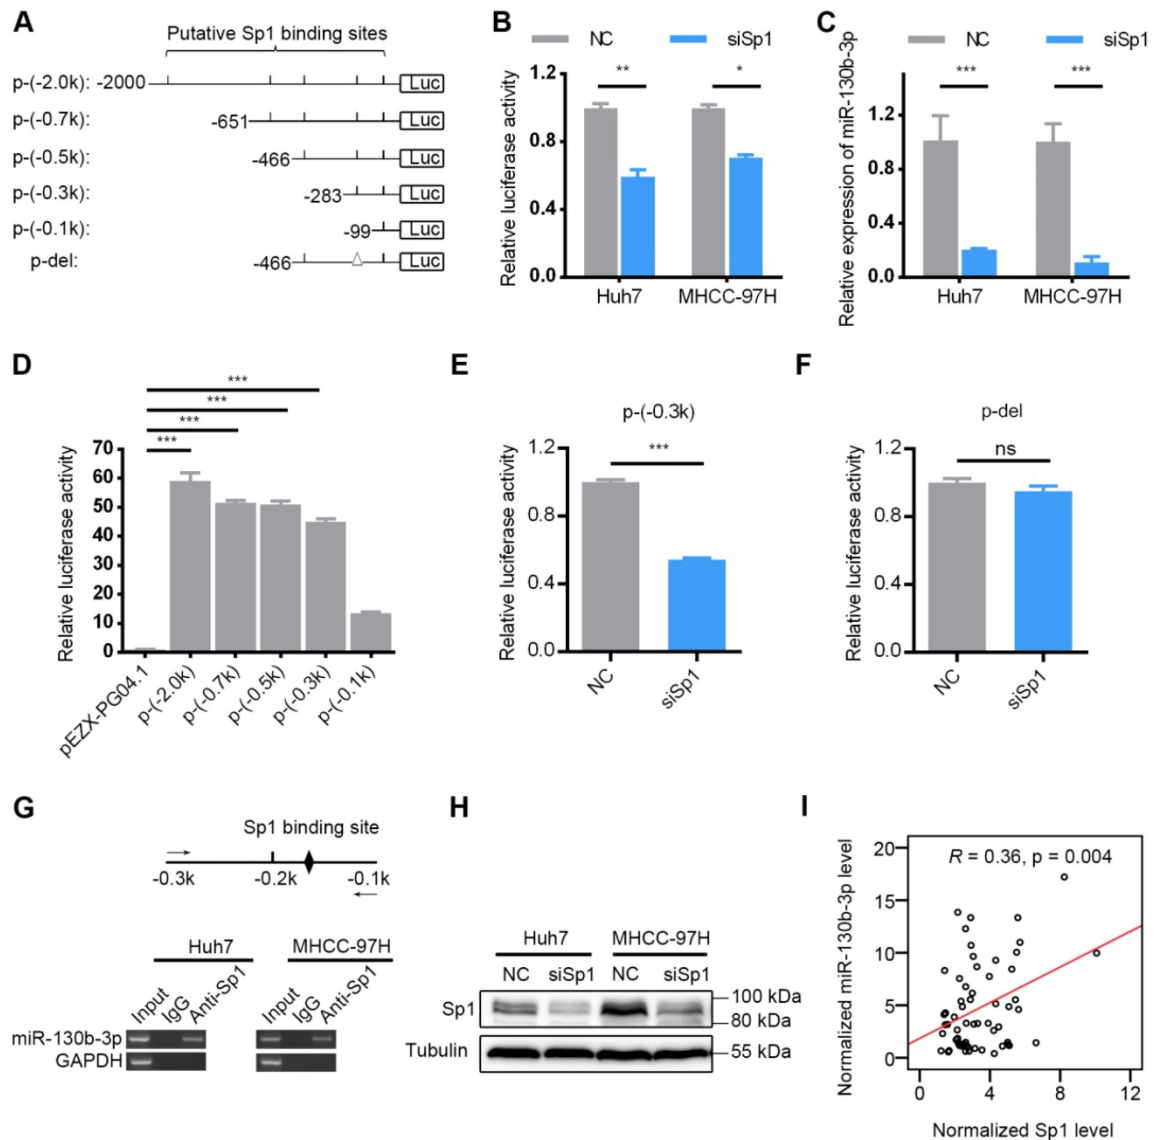 A
Putative Sp1 binding sites
p-(-2.0k): -2000 Luc
p-(-0.7k): -651 Luc
p-(-0.5k): -466 Luc
p-(-0.3k): -283 Luc
p-(-0.1k): -99 Luc
p-del: -466 Luc
B
NC siSp1
Relative luciferase activity
1.2
0.8
0.4
0.0
** *
Huh7 MHCC-97H
C
NC siSp1
Relative expression of miR-130b-3p
1.2
0.8
0.4
0.0
*** ***
Huh7 MHCC-97H
D
***
***
***
***
Relative luciferase activity
70
60
50
40
30
20
10
0
pEZX-PG04.1 p-(-2.0k) p-(-0.7k) p-(-0.5k) p-(-0.3k) p-(-0.1k)
E
p-(-0.3k)
Relative luciferase activity
1.2
0.8
0.4
0.0
***
NC siSp1
F
p-del
Relative luciferase activity
1.2
0.8
0.4
0.0
ns
NC siSp1
G
Sp1 binding site
-0.3k -0.2k -0.1k
Huh7 MHCC-97H
Input IgG Anti-Sp1 Input IgG Anti-Sp1
miR-130b-3p
GAPDH
H
Huh7 MHCC-97H
NC siSp1 NC siSp1
Sp1
100 kDa
80 kDa
Tubulin 55 kDa
I
R = 0.36, p = 0.004
Normalized miR-130b-3p level
20
15
10
5
0
0 4 8 12
Normalized Sp1 level